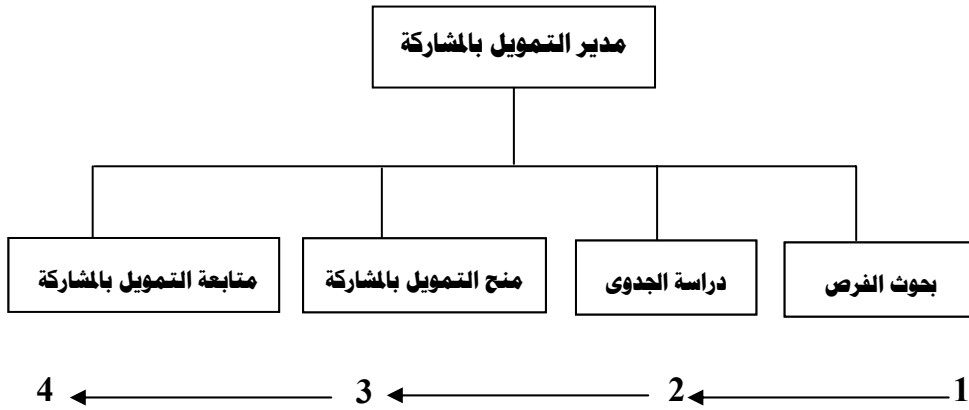 مدير التمويل بالمشاركة
بحوث الفرص
دراسة الجدوى
منح التمويل بالمشاركة
متابعة التمويل بالمشاركة
1
2
3
4